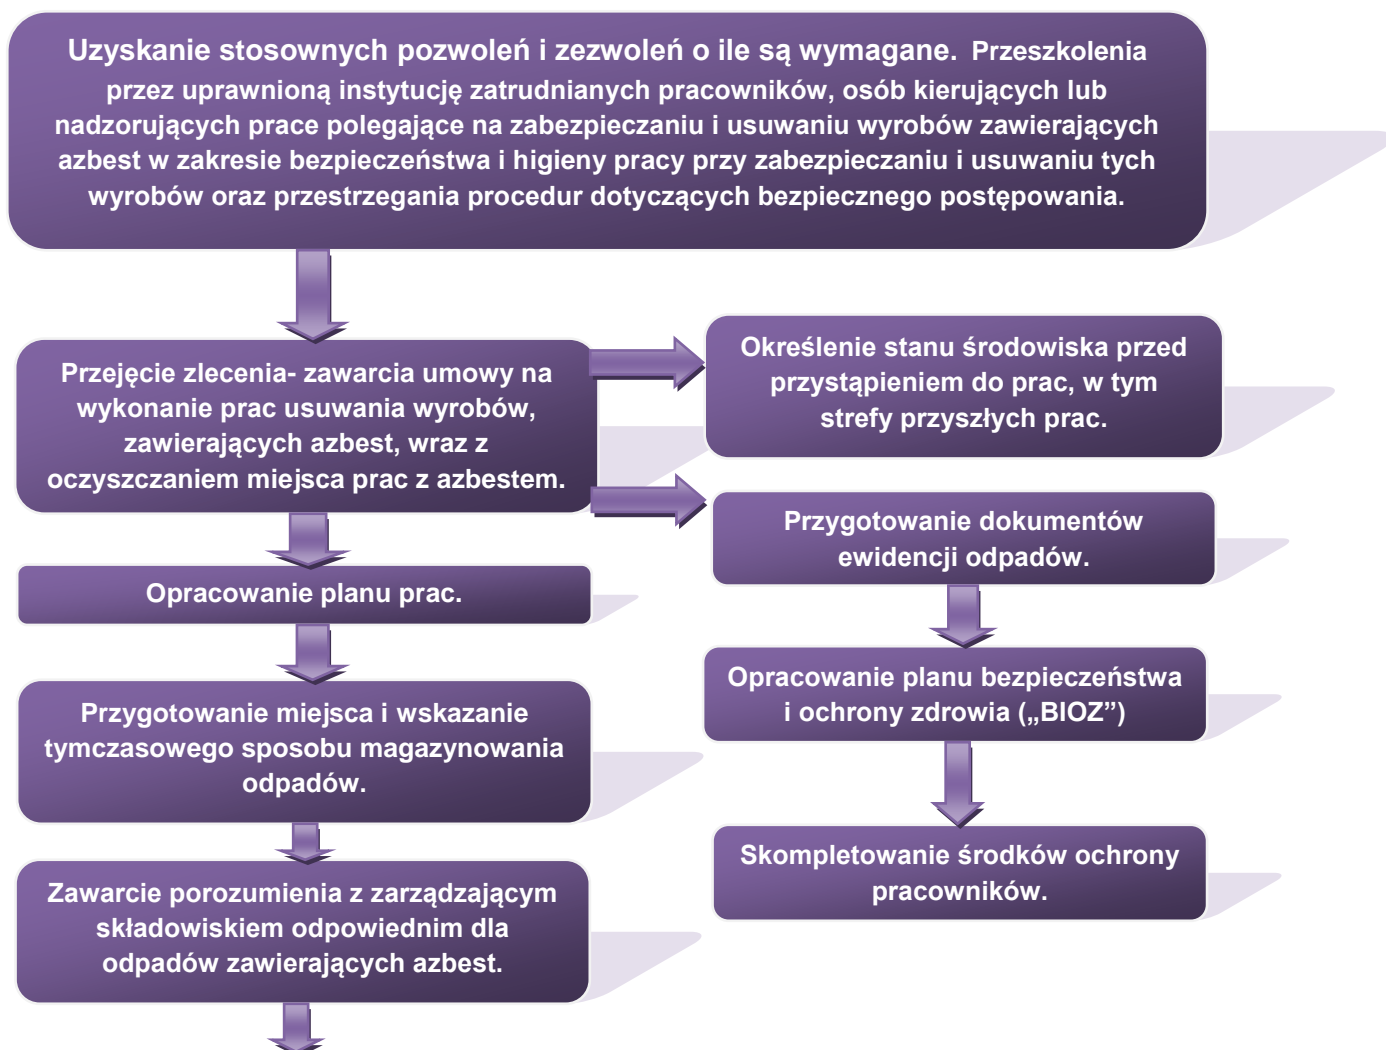 Uzyskanie stosownych pozwoleń i zezwoleń o ile są wymagane. Przeszkolenia
przez uprawnioną instytucję zatrudnianych pracowników, osób kierujących lub
nadzorujących prace polegające na zabezpieczaniu i usuwaniu wyrobów zawierających
azbest w zakresie bezpieczeństwa i higieny pracy przy zabezpieczaniu i usuwaniu tych
wyrobów oraz przestrzegania procedur dotyczących bezpiecznego postępowania.
Przejęcie zlecenia- zawarcia umowy na
wykonanie prac usuwania wyrobów,
zawierających azbest, wraz z
oczyszczaniem miejsca prac z azbestem.
Określenie stanu środowiska przed
przystąpieniem do prac, w tym
strefy przyszłych prac.
Przygotowanie dokumentów
ewidencji odpadów.
Opracowanie planu prac.
Opracowanie planu bezpieczeństwa
i ochrony zdrowia („BIOZ”)
Przygotowanie miejsca i wskazanie
tymczasowego sposobu magazynowania
odpadów.
Skompletowanie środków ochrony
pracowników.
Zawarcie porozumienia z zarządzającym
składowiskiem odpowiednim dla
odpadów zawierających azbest.